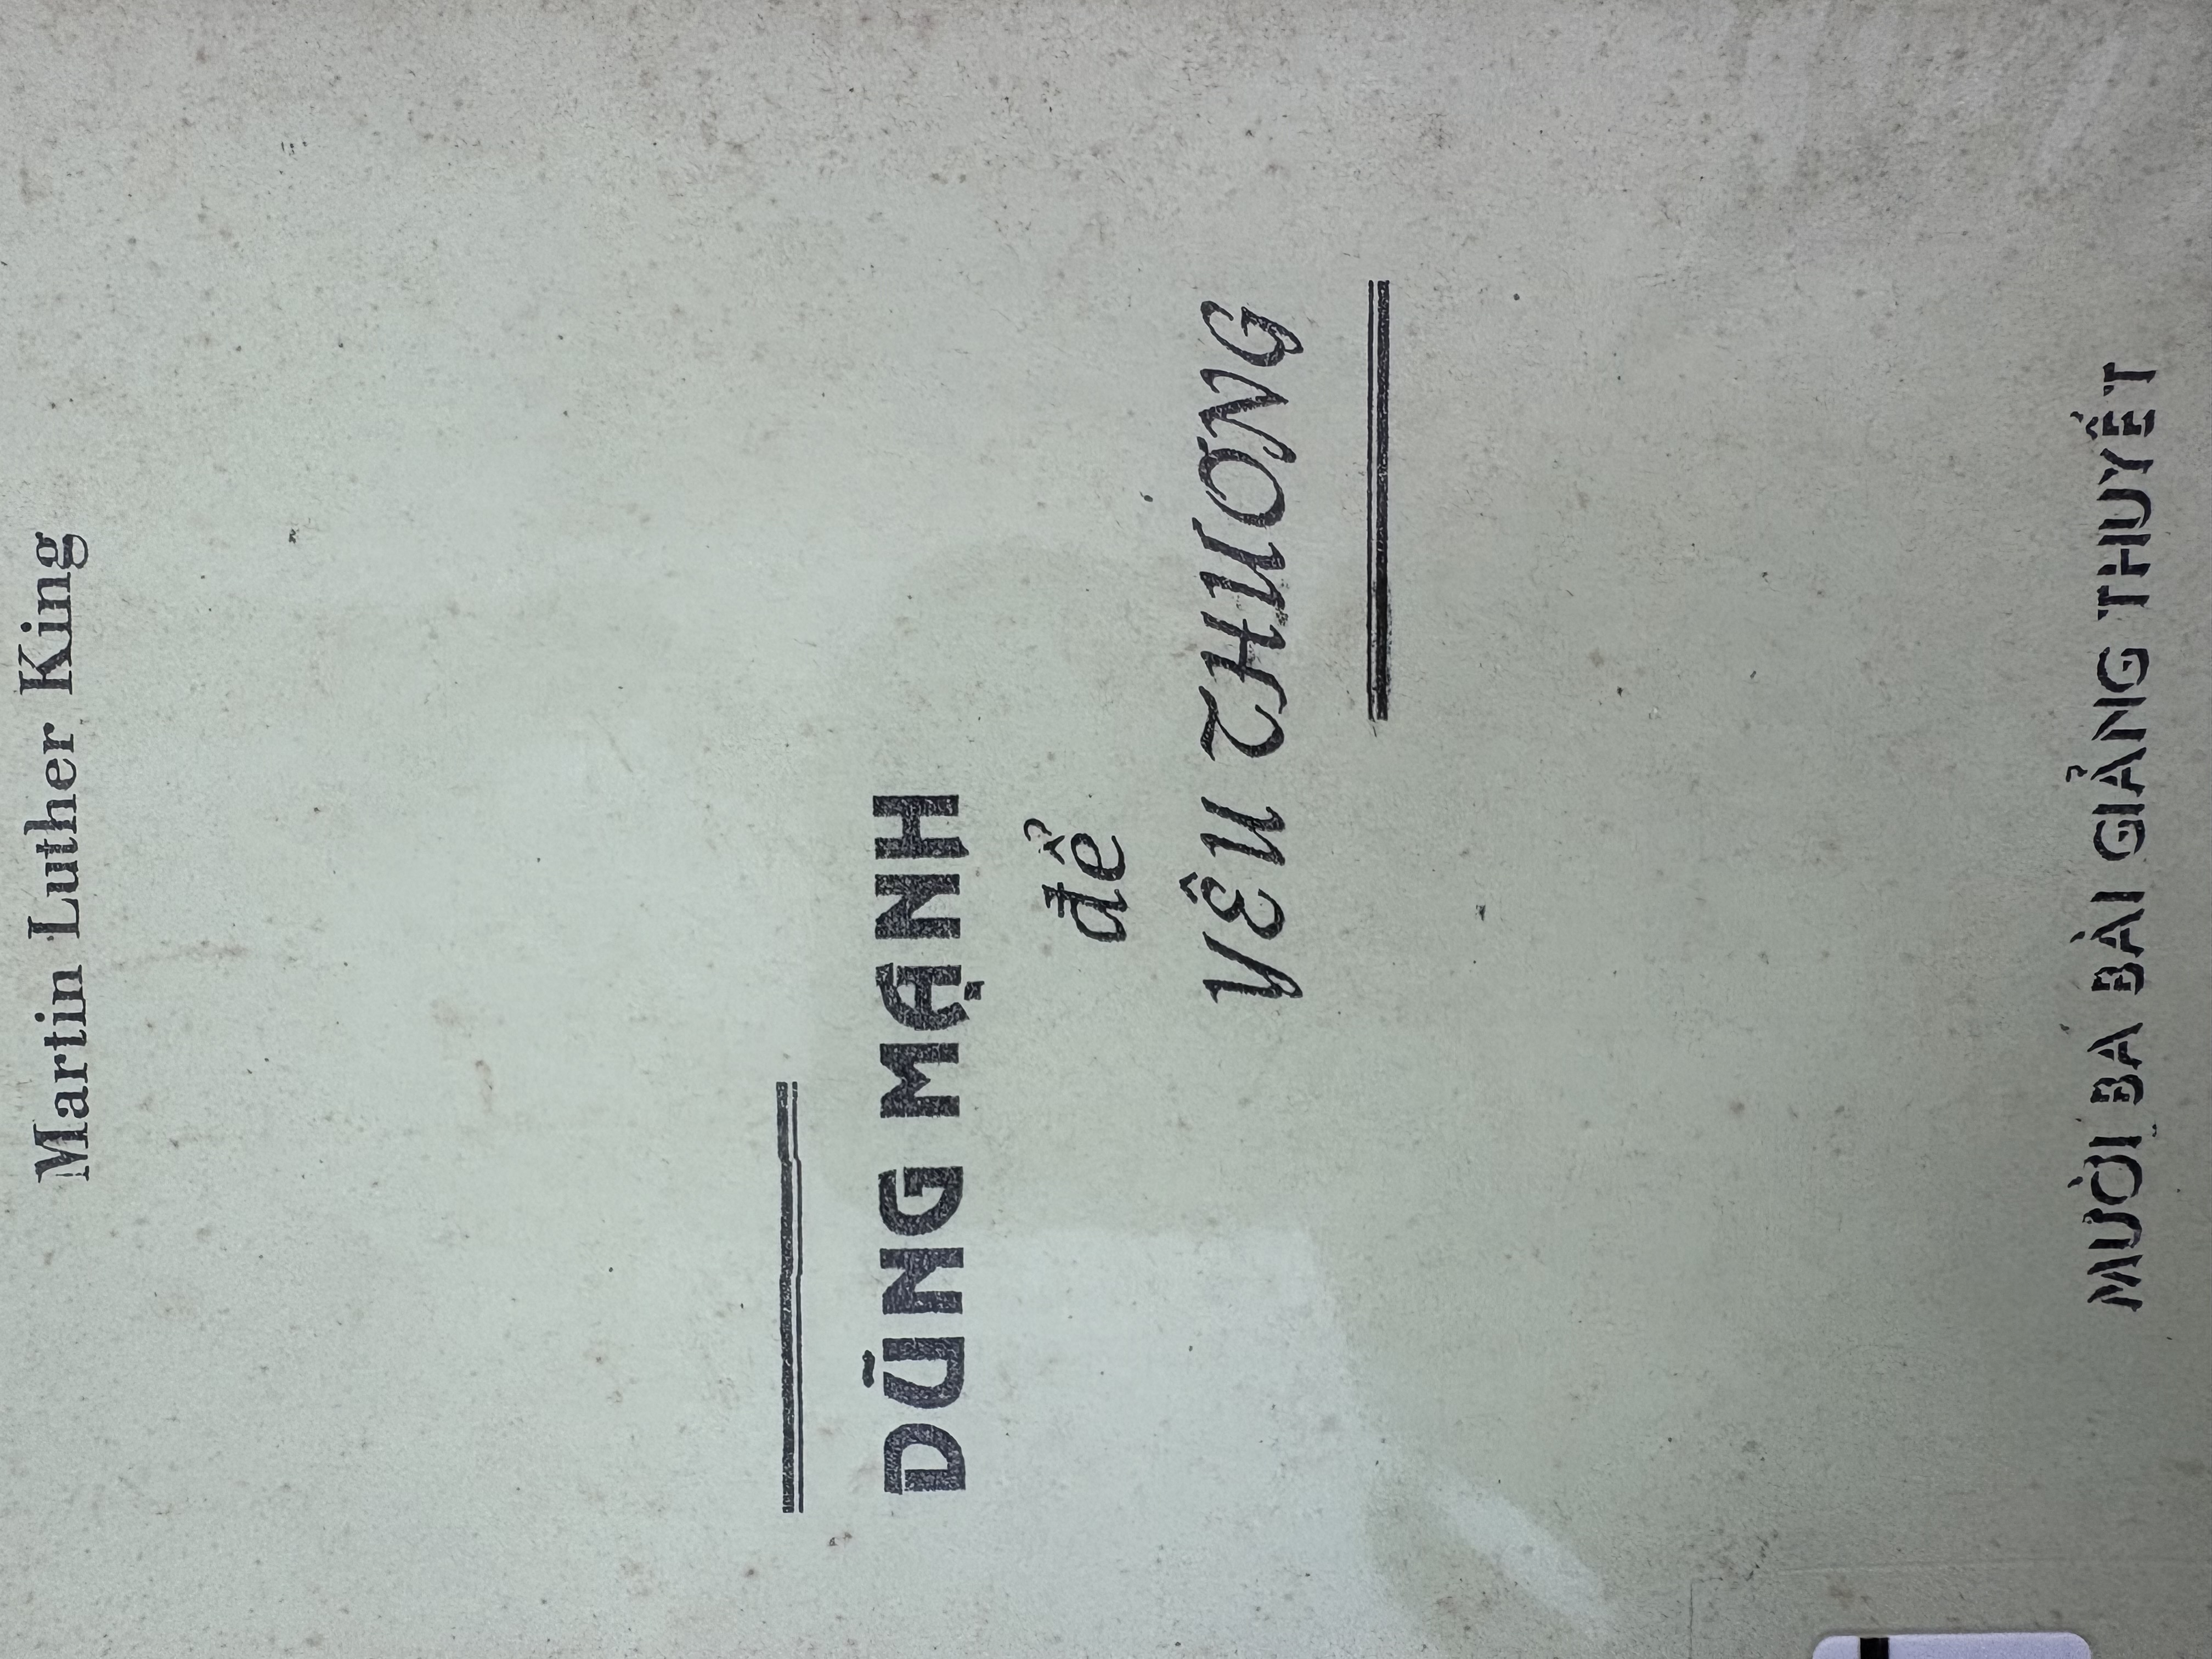 Martin Luther King
DŨNG MẠNH
để
YÊU THƯƠNG
MƯỜI BA BÀI GIẢNG THUYẾT